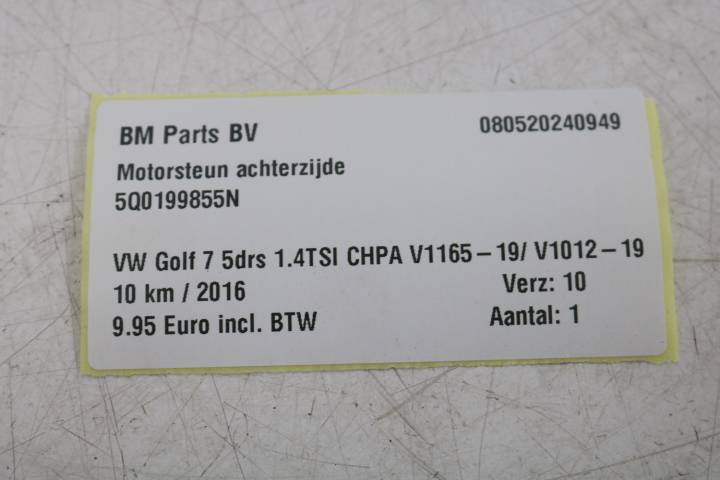 BM Parts BV 080520240949
Motorsteun achterzijde
5Q0199855N
VW Golf 7 5drs 1.4TSI CHPA V1165-19/ V1012-19
10 km / 2016 Verz: 10
9.95 Euro incl. BTW Aantal: 1